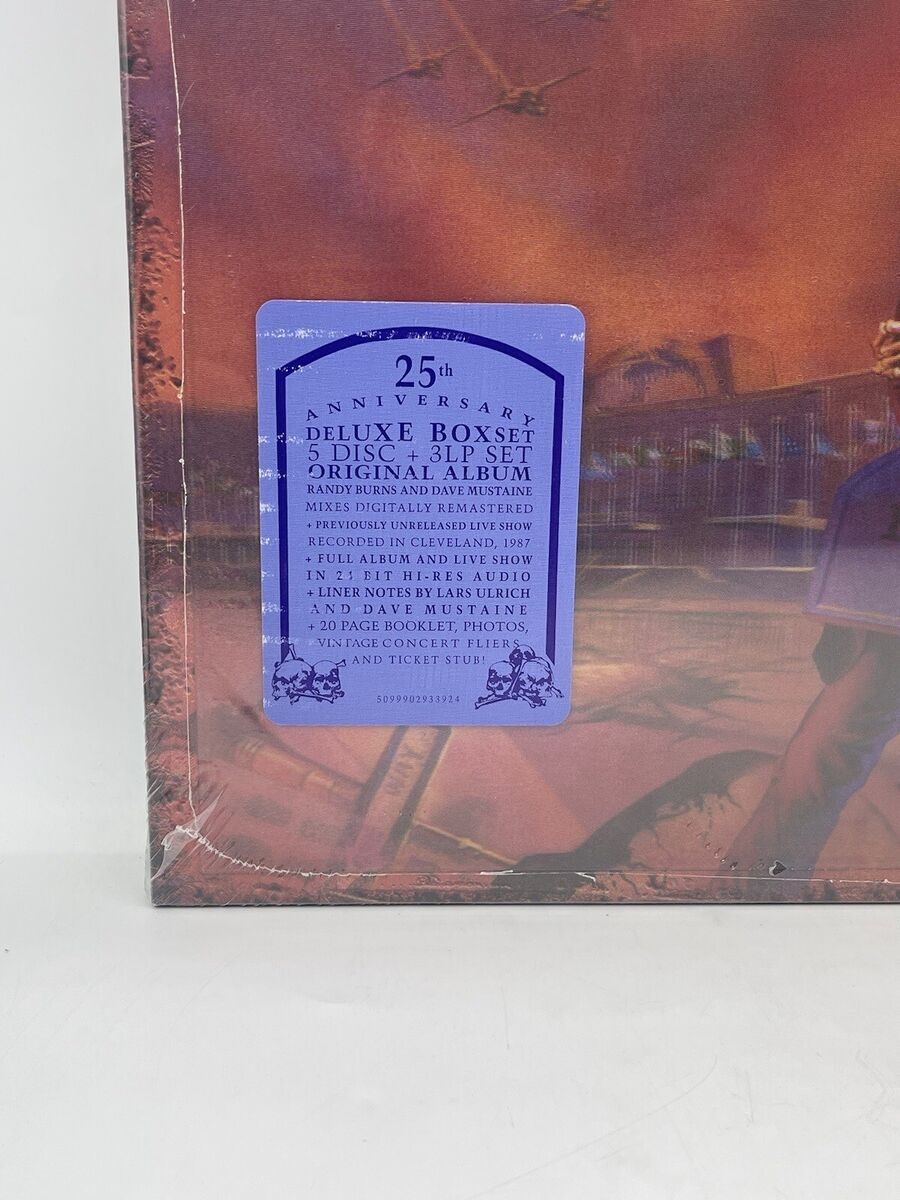 25th
ANNIVERSARY
DELUXE BOXSET
5 DISC + 3LP SET
ORIGINAL ALBUM
RANDY BURNS AND DAVE MUSTAINE
MIXES DIGITALLY REMASTERED
+ PREVIOUSLY UNRELEASED LIVE SHOW
RECORDED IN CLEVELAND, 1987
+ FULL ALBUM AND LIVE SHOW
IN 24 BIT HI-RES AUDIO
+ LINER NOTES BY LARS ULRICH
AND DAVE MUSTAINE
+ 20 PAGE BOOKLET, PHOTOS,
VINTAGE CONCERT FLIERS
AND TICKET STUB!
5099902933924